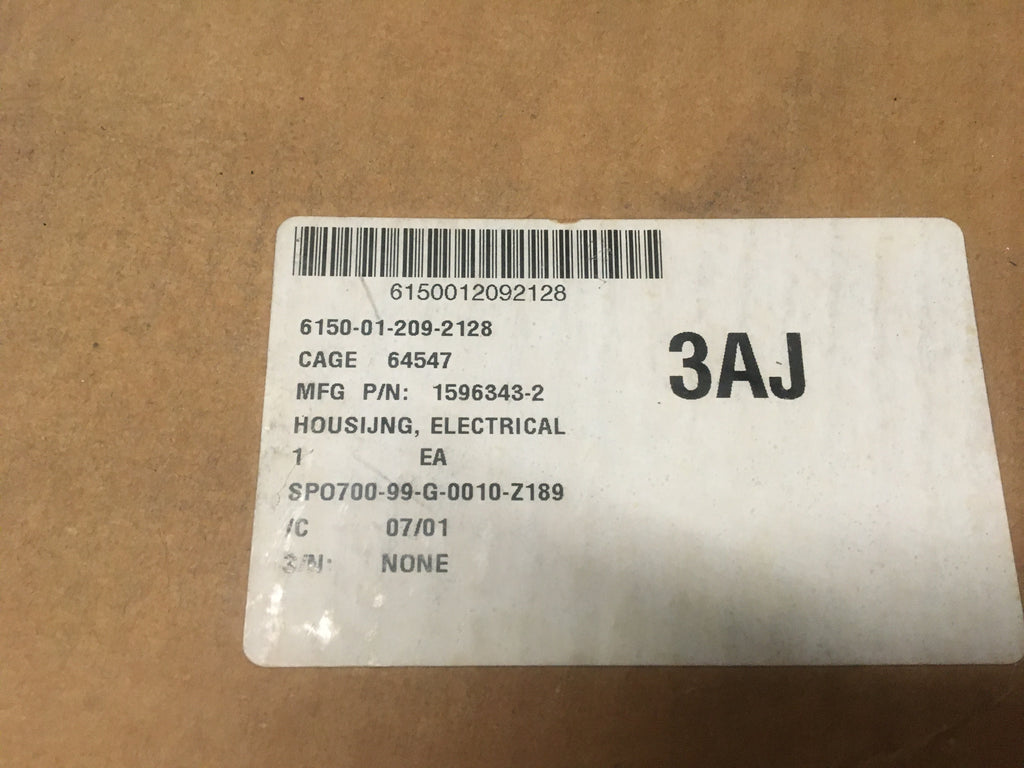 6150012092128
6150-01-209-2128
CAGE 64547
MFG P/N: 1596343-2
3AJ
HOUSIJNG, ELECTRICAL
1 EA
SPO700-99-G-0010-Z189
/C 07/01
S/N: NONE